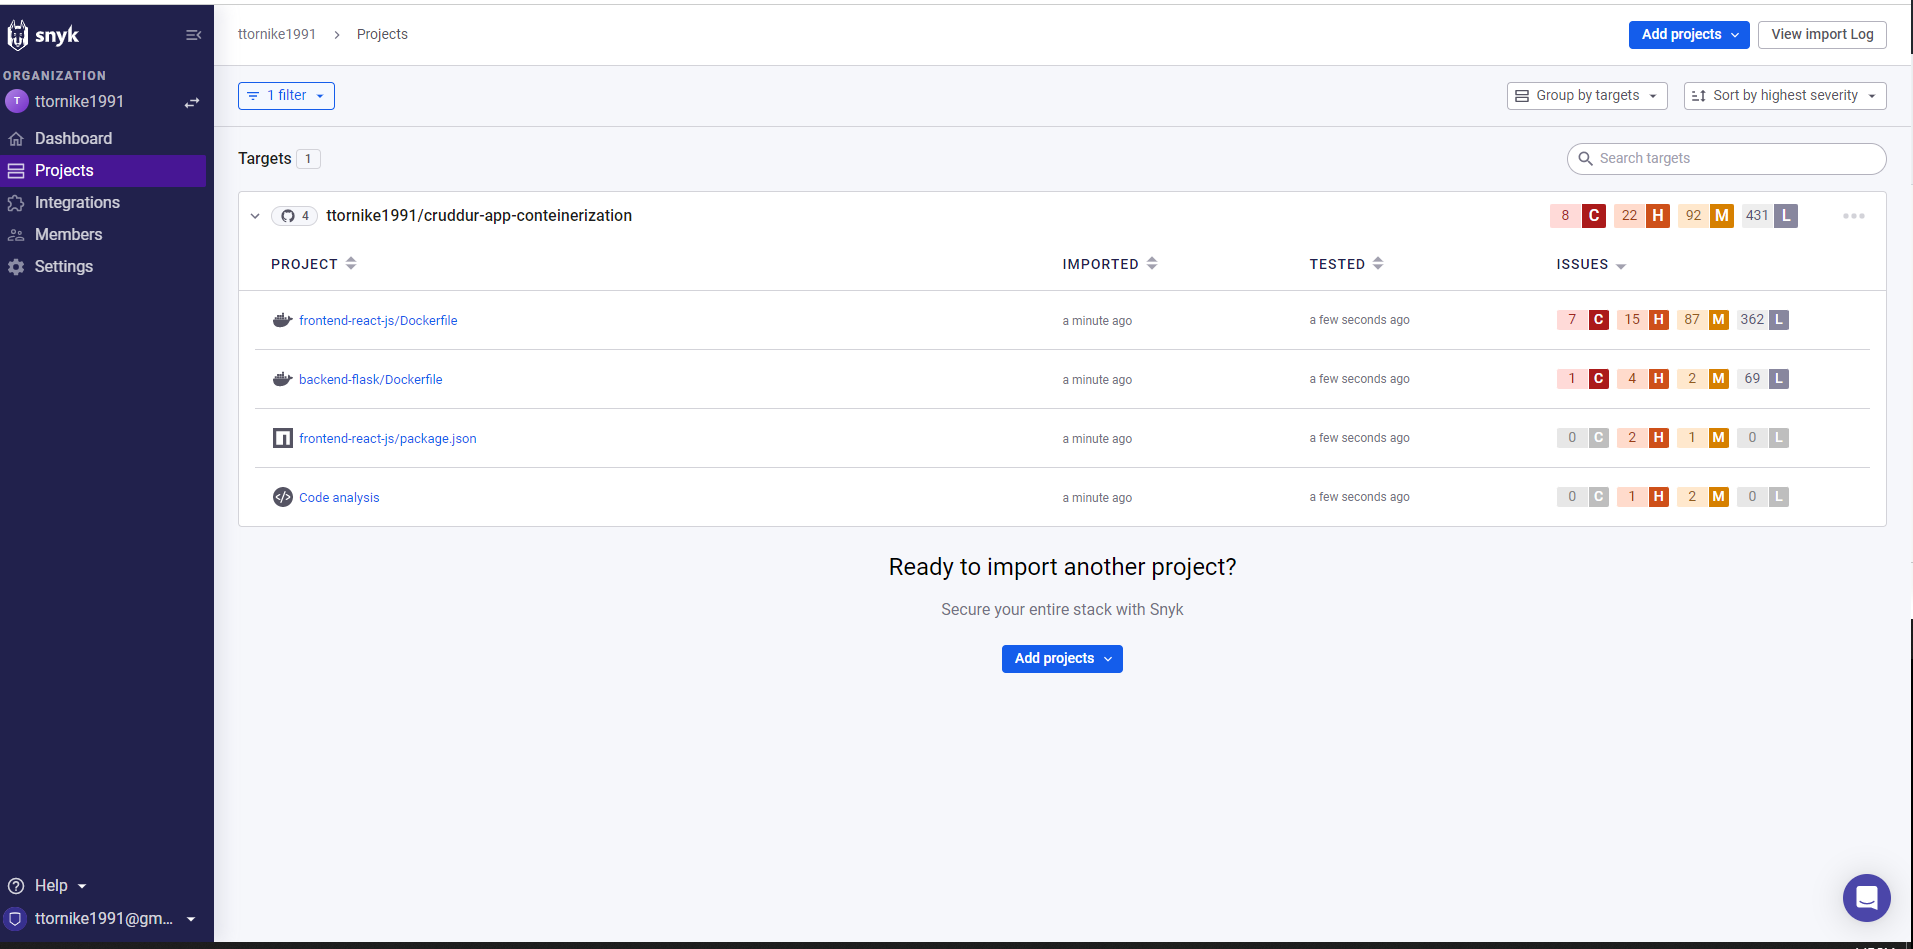 snyk
ORGANIZATION
T ttornike1991
Dashboard
Projects
Integrations
Members
Settings
Help
ttornike1991@gm...
ttornike1991 > Projects
Add projects
View import Log
1 filter
Group by targets
Sort by highest severity
Targets 1
Search targets
4 ttornike1991/cruddur-app-conteinerization 8 C 22 H 92 M 431 L
PROJECT IMPORTED TESTED ISSUES
frontend-react-js/Dockerfile a minute ago a few seconds ago 7 C 15 H 87 M 362 L
backend-flask/Dockerfile a minute ago a few seconds ago 1 C 4 H 2 M 69 L
frontend-react-js/package.json a minute ago a few seconds ago 0 C 2 H 1 M 0 L
Code analysis a minute ago a few seconds ago 0 C 1 H 2 M 0 L
Ready to import another project?
Secure your entire stack with Snyk
Add projects